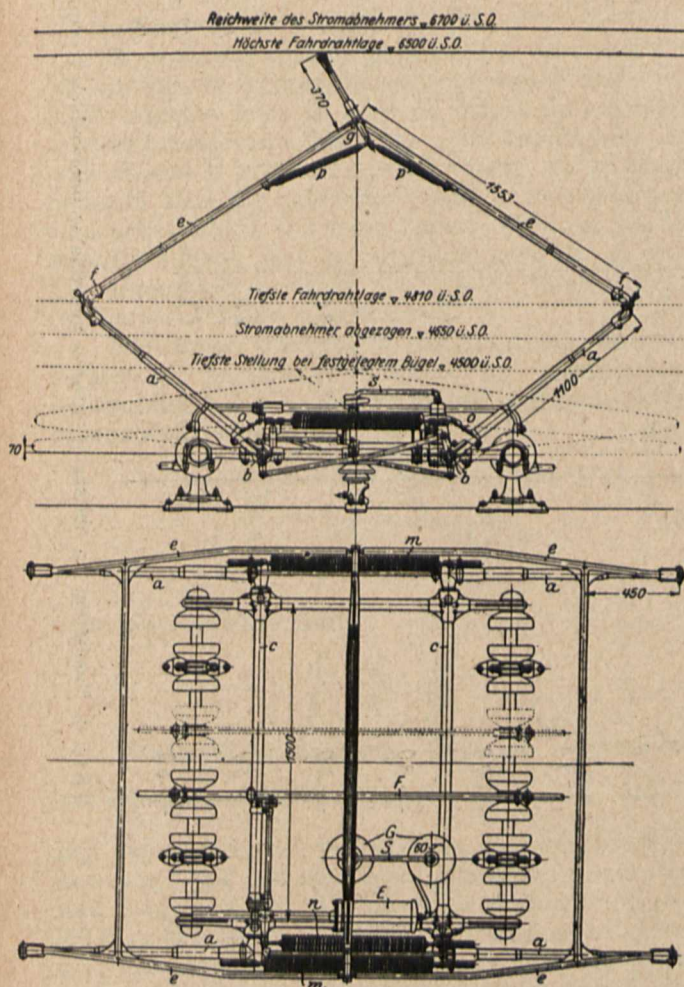 Reichweite des Stromabnehmers ▿ 6700 ü. S.O.
Höchste Fahrdrahtlage ▿ 6500 ü. S.O.
370
g
p p
1553
e e
f f
Tiefste Fahrdrahtlage ▿ 4810 ü. S.O.
Stromabnehmer abgezogen ▿ 4650 ü. S.O.
Tiefste Stellung bei festgelegtem Bügel ▿ 4500 ü. S.O.
a a
s
1100
o o
70
b b
e m e
a a
450
c c
1500
F
G
S 60
E
n
a a
e m e